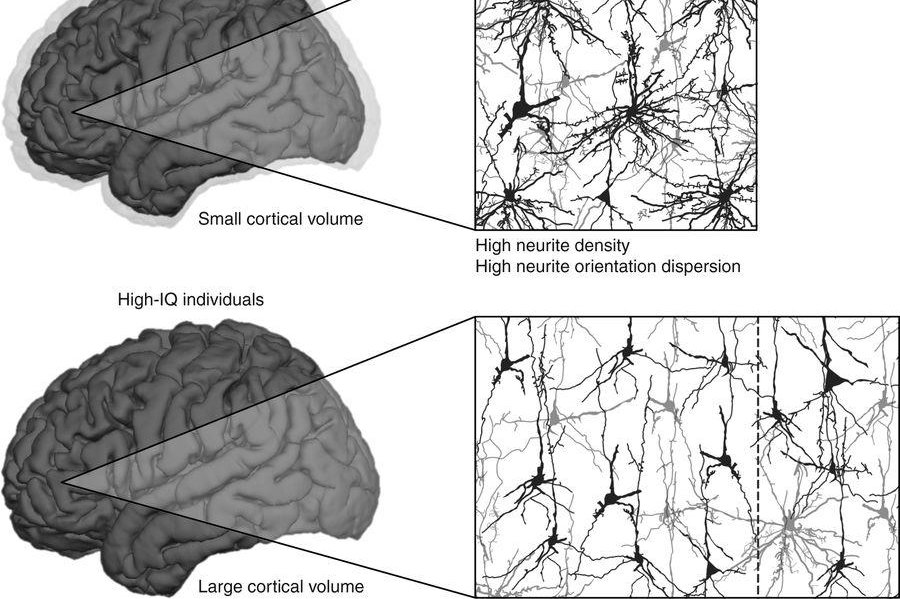 Small cortical volume
High neurite density
High neurite orientation dispersion
High-IQ individuals
Large cortical volume